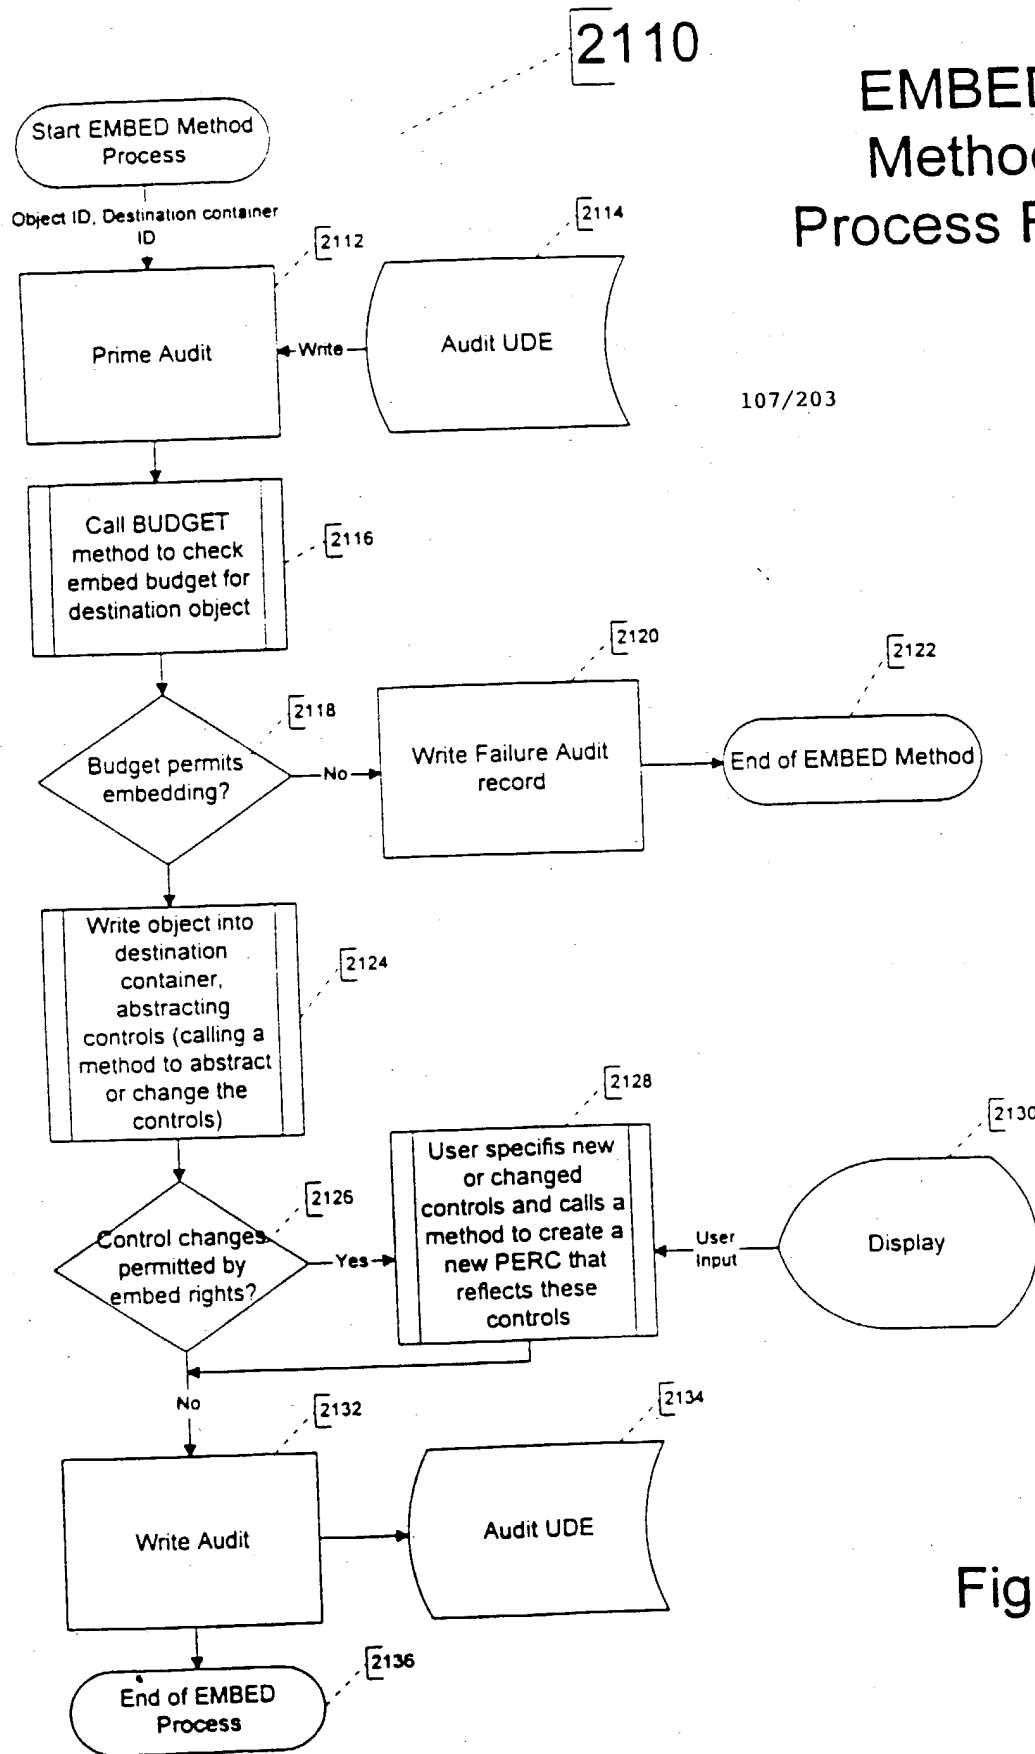 2110
EMBED
Method
Process F
Start EMBED Method
Process
Object ID, Destination container
ID
2112
2114
Prime Audit
Write
Audit UDE
107/203
Call BUDGET
method to check
embed budget for
destination object
2116
2118
Budget permits
embedding?
No
2120
Write Failure Audit
record
2122
End of EMBED Method
Write object into
destination
container,
abstracting
controls (calling a
method to abstract
or change the
controls)
2124
2126
Control changes
permitted by
embed rights?
Yes
2128
User specifis new
or changed
controls and calls a
method to create a
new PERC that
reflects these
controls
User
Input
2130
Display
No
2132
Write Audit
2134
Audit UDE
Fig
2136
End of EMBED
Process